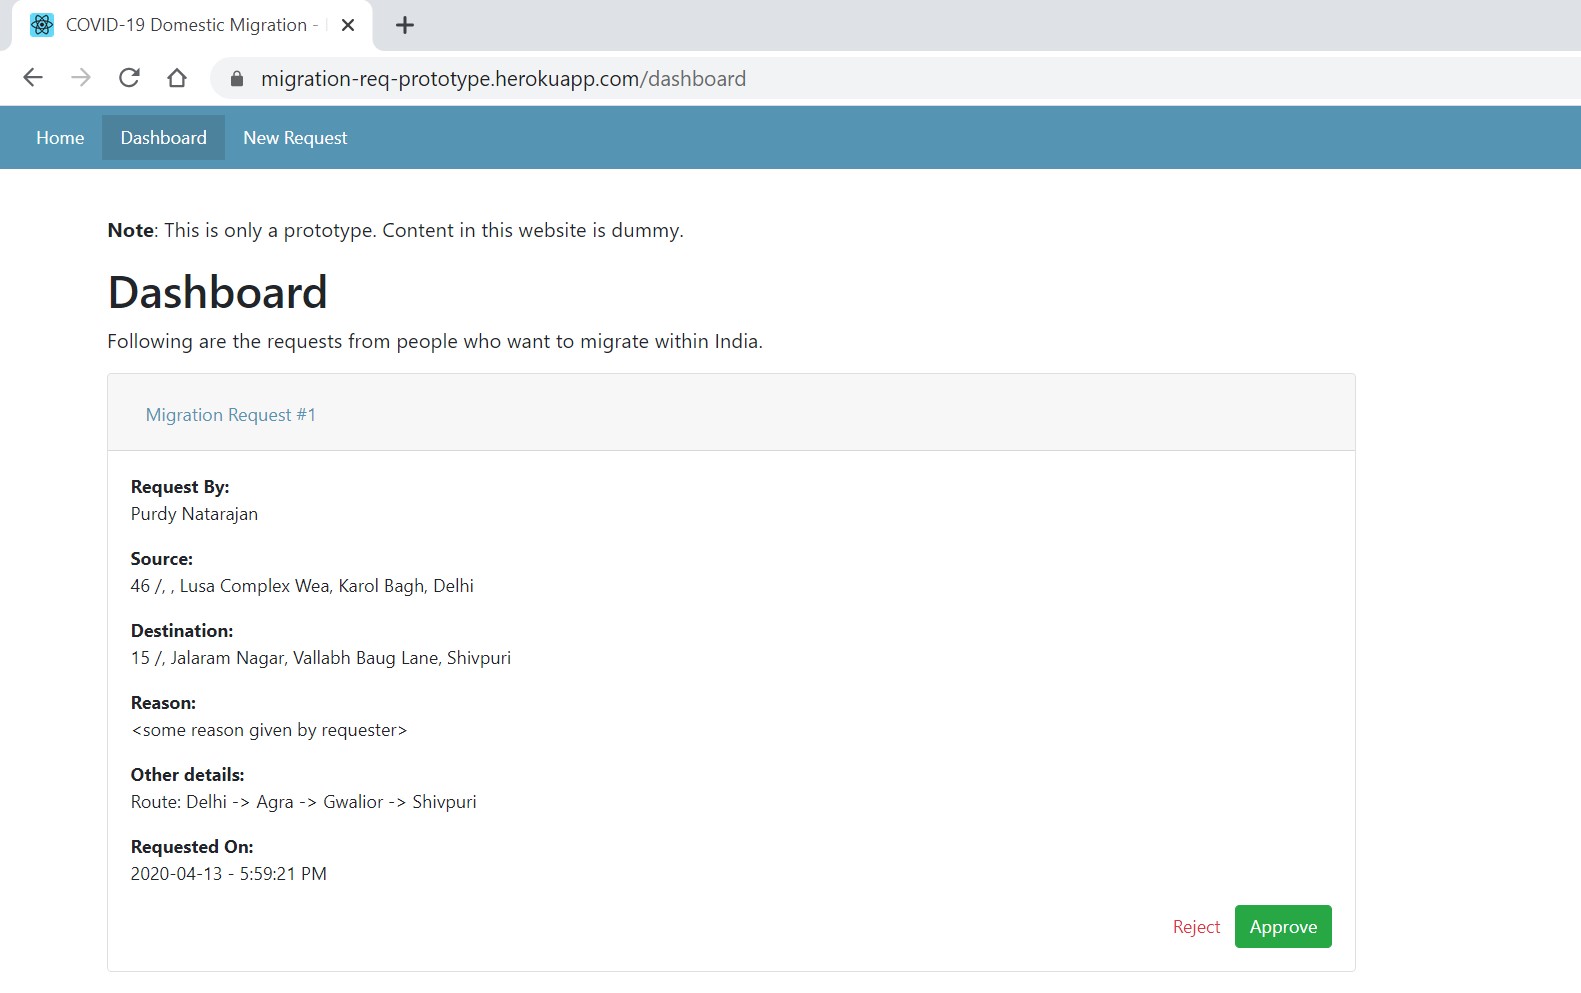 COVID-19 Domestic Migration -
migration-req-prototype.herokuapp.com/dashboard
Home Dashboard New Request
Note: This is only a prototype. Content in this website is dummy.
Dashboard
Following are the requests from people who want to migrate within India.
Migration Request #1
Request By:
Purdy Natarajan
Source:
46 /, , Lusa Complex Wea, Karol Bagh, Delhi
Destination:
15 /, Jalaram Nagar, Vallabh Baug Lane, Shivpuri
Reason:
<some reason given by requester>
Other details:
Route: Delhi -> Agra -> Gwalior -> Shivpuri
Requested On:
2020-04-13 - 5:59:21 PM
Reject Approve